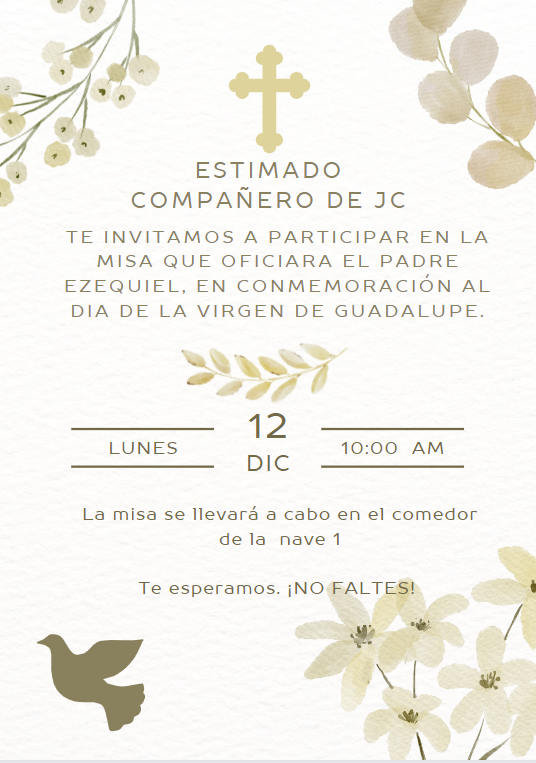 ESTIMADO
COMPAÑERO DE JC
TE INVITAMOS A PARTICIPAR EN LA
MISA QUE OFICIARA EL PADRE
EZEQUIEL, EN CONMEMORACIÓN AL
DIA DE LA VIRGEN DE GUADALUPE.
LUNES
12
DIC
10:00 AM
La misa se llevará a cabo en el comedor
de la nave 1
Te esperamos. ¡NO FALTES!